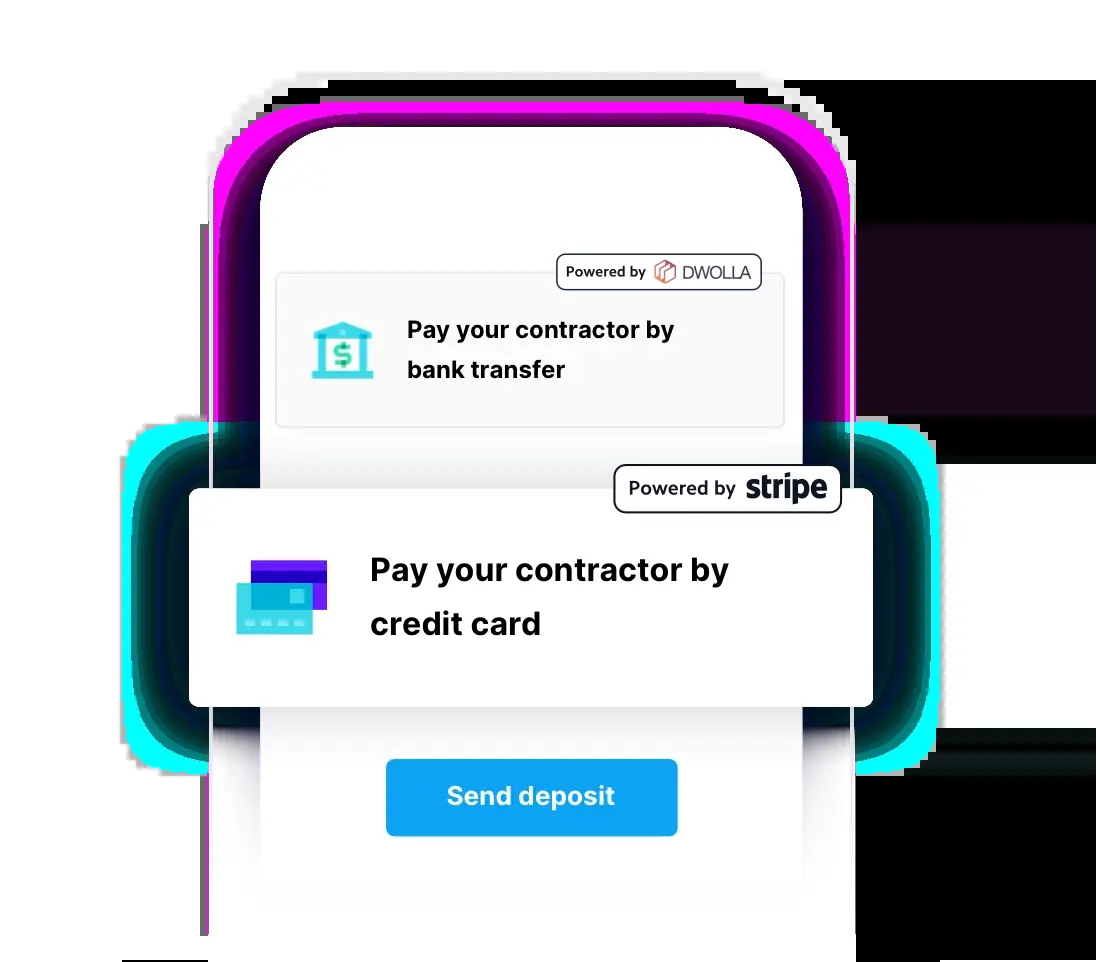 Powered by DWOLLA
Pay your contractor by
bank transfer
Powered by stripe
Pay your contractor by
credit card
Send deposit